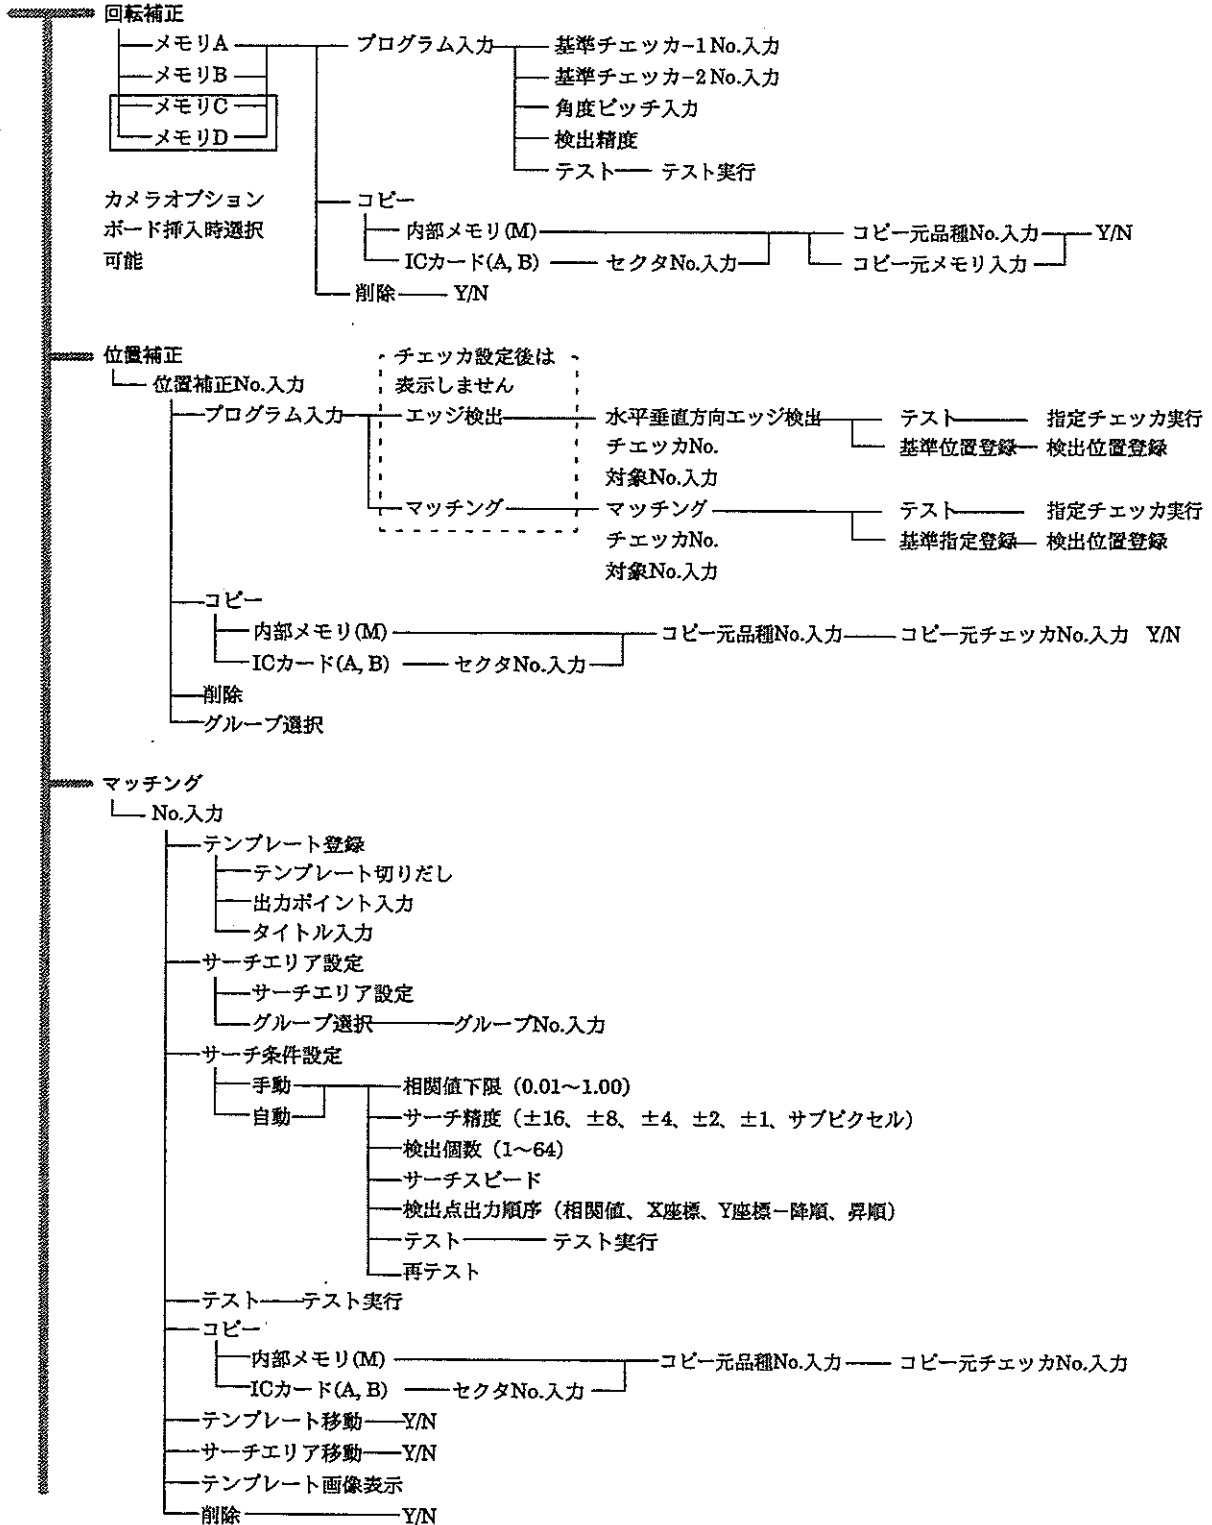 回転補正
メモリA プログラム入力 基準チェッカ-1 No.入力
メモリB 基準チェッカ-2 No.入力
メモリC 角度ピッチ入力
メモリD 検出精度
テスト テスト実行
カメラオプション コピー
ボード挿入時選択 内部メモリ(M) コピー元品種No.入力 Y/N
可能 ICカード(A, B) セクタNo.入力 コピー元メモリ入力
削除 Y/N
位置補正 チェッカ設定後は
位置補正No.入力 表示しません
プログラム入力 エッジ検出 水平垂直方向エッジ検出 テスト 指定チェッカ実行
チェッカNo. 基準位置登録 検出位置登録
対象No.入力
マッチング マッチング テスト 指定チェッカ実行
チェッカNo. 基準指定登録 検出位置登録
対象No.入力
コピー
内部メモリ(M) コピー元品種No.入力 コピー元チェッカNo.入力 Y/N
ICカード(A, B) セクタNo.入力
削除
グループ選択
マッチング
No.入力
テンプレート登録
テンプレート切りだし
出力ポイント入力
タイトル入力
サーチエリア設定
サーチエリア設定
グループ選択 グループNo.入力
サーチ条件設定
手動 相関値下限（0.01～1.00）
自動 サーチ精度（±16、±8、±4、±2、±1、サブピクセル）
検出個数（1～64）
サーチスピード
検出点出力順序（相関値、X座標、Y座標－降順、昇順）
テスト テスト実行
再テスト
テスト テスト実行
コピー
内部メモリ(M) コピー元品種No.入力 コピー元チェッカNo.入力
ICカード(A, B) セクタNo.入力
テンプレート移動 Y/N
サーチエリア移動 Y/N
テンプレート画像表示
削除 Y/N